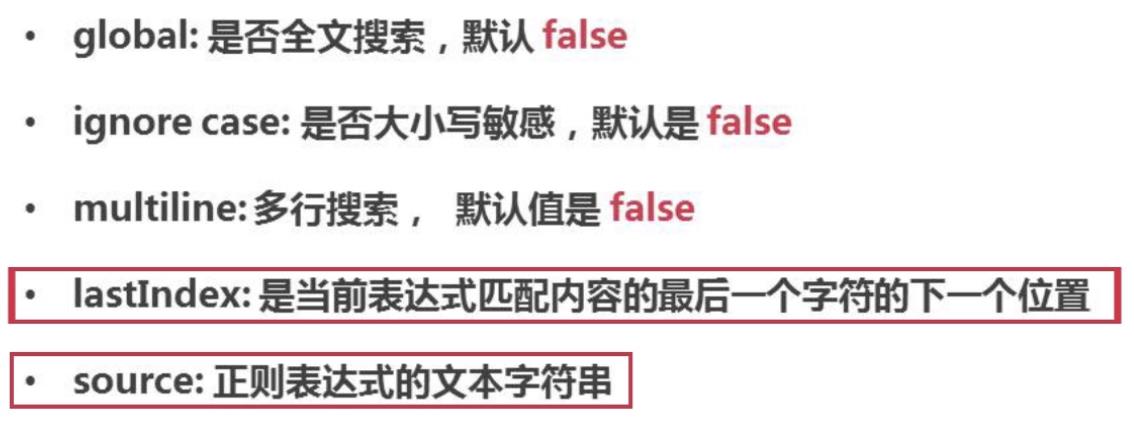 • global: 是否全文搜索，默认 false
• ignore case: 是否大小写敏感，默认是 false
• multiline: 多行搜索， 默认值是 false
• lastIndex: 是当前表达式匹配内容的最后一个字符的下一个位置
• source: 正则表达式的文本字符串